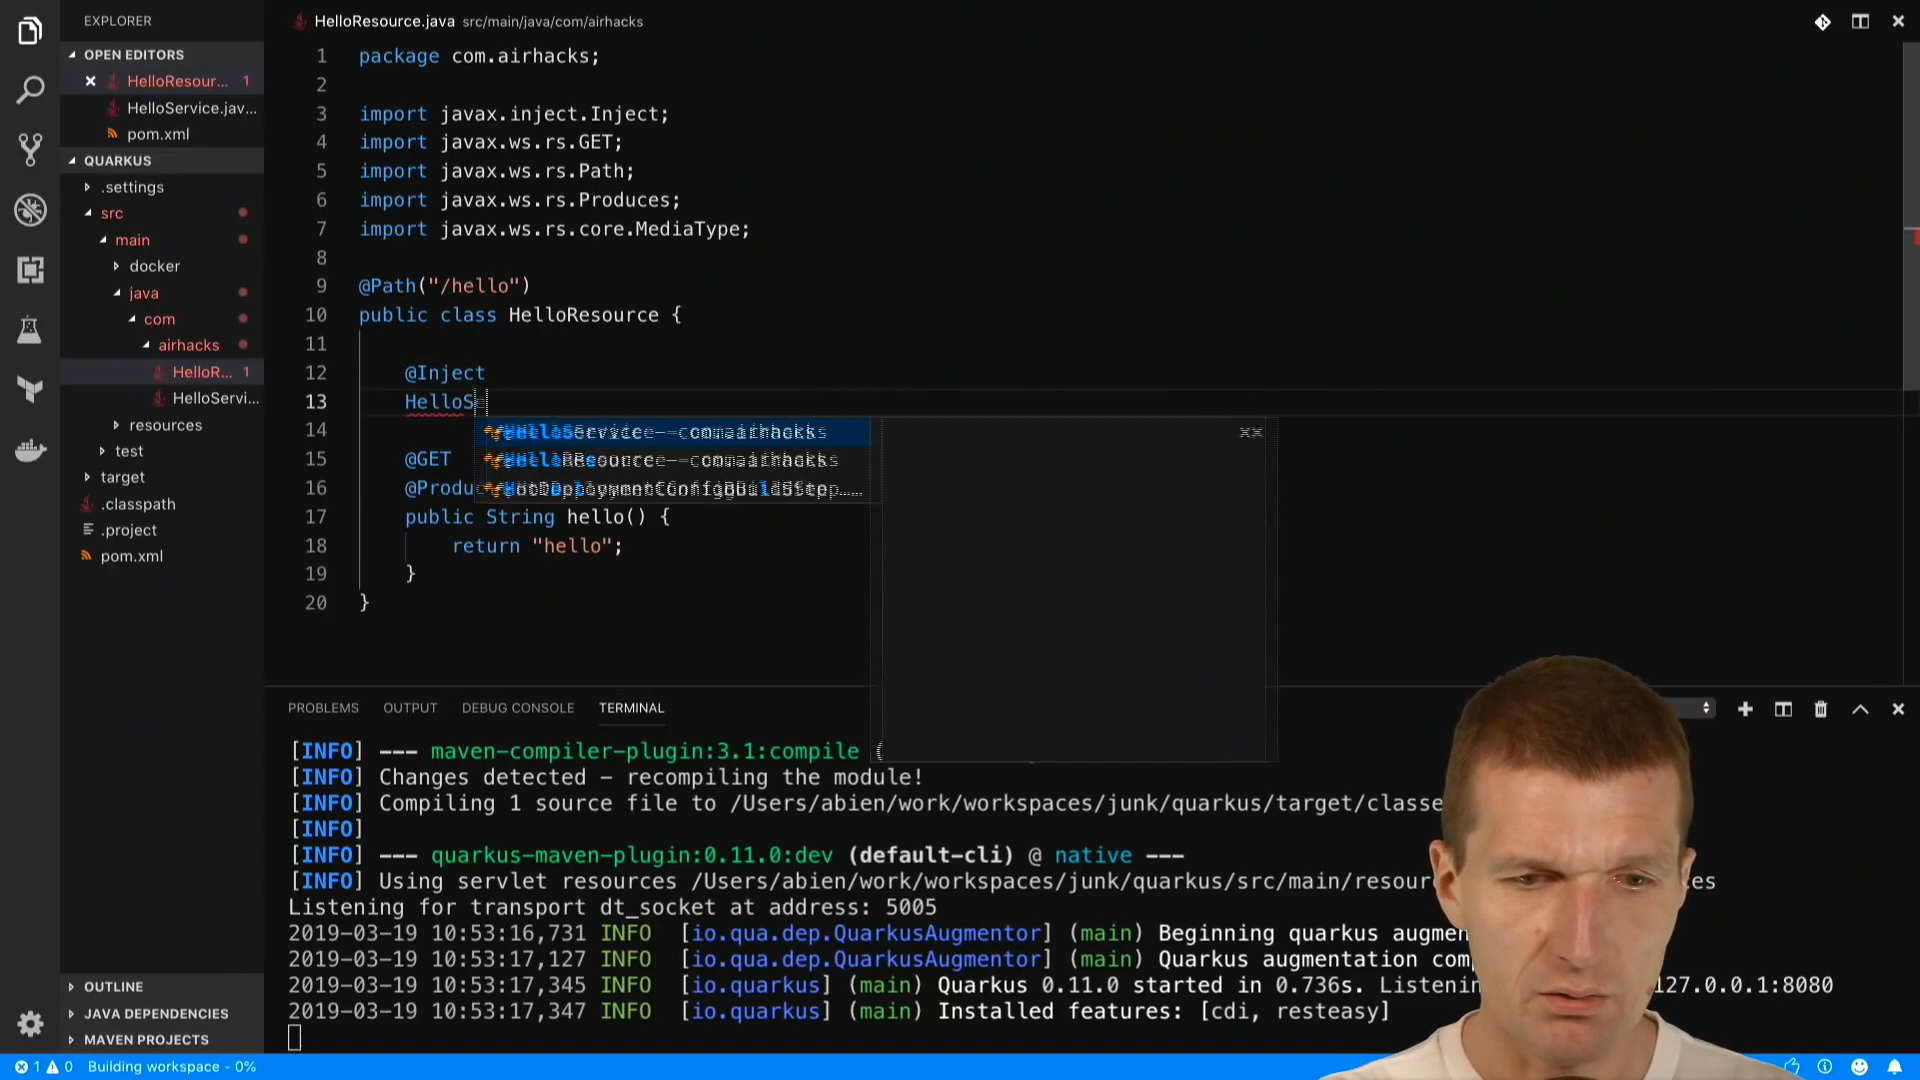 EXPLORER
OPEN EDITORS
HelloResour... 1
HelloService.jav...
pom.xml
QUARKUS
.settings
src
main
docker
java
com
airhacks
HelloR... 1
HelloServi...
resources
test
target
.classpath
.project
pom.xml
OUTLINE
JAVA DEPENDENCIES
MAVEN PROJECTS
HelloResource.java src/main/java/com/airhacks
1 package com.airhacks;
2
3 import javax.inject.Inject;
4 import javax.ws.rs.GET;
5 import javax.ws.rs.Path;
6 import javax.ws.rs.Produces;
7 import javax.ws.rs.core.MediaType;
8
9 @Path("/hello")
10 public class HelloResource {
11
12 @Inject
13 HelloS
14
15 @GET
16 @Produ
17 public String hello() {
18 return "hello";
19 }
20 }
PROBLEMS OUTPUT DEBUG CONSOLE TERMINAL
[INFO] --- maven-compiler-plugin:3.1:compile (
[INFO] Changes detected - recompiling the module!
[INFO] Compiling 1 source file to /Users/abien/work/workspaces/junk/quarkus/target/classe
[INFO]
[INFO] --- quarkus-maven-plugin:0.11.0:dev (default-cli) @ native ---
[INFO] Using servlet resources /Users/abien/work/workspaces/junk/quarkus/src/main/resour es
Listening for transport dt_socket at address: 5005
2019-03-19 10:53:16,731 INFO [io.qua.dep.QuarkusAugmentor] (main) Beginning quarkus augmen
2019-03-19 10:53:17,127 INFO [io.qua.dep.QuarkusAugmentor] (main) Quarkus augmentation com
2019-03-19 10:53:17,345 INFO [io.quarkus] (main) Quarkus 0.11.0 started in 0.736s. Listenin 127.0.0.1:8080
2019-03-19 10:53:17,347 INFO [io.quarkus] (main) Installed features: [cdi, resteasy]
1 0 Building workspace - 0%